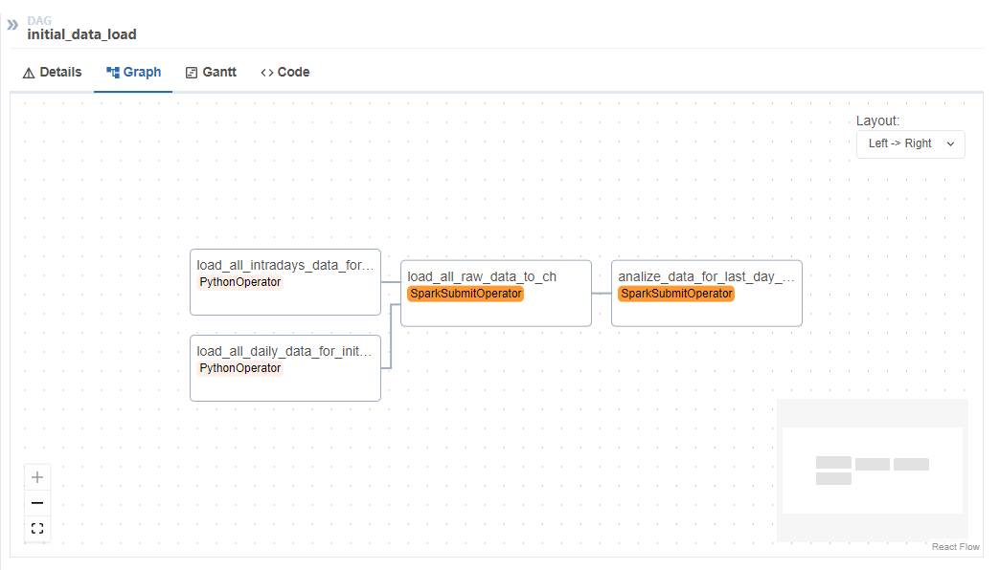 DAG
initial_data_load
Details
Graph
Gantt
Code
Layout:
Left -> Right
load_all_intradays_data_for...
PythonOperator
load_all_raw_data_to_ch
SparkSubmitOperator
analize_data_for_last_day_...
SparkSubmitOperator
load_all_daily_data_for_init...
PythonOperator
React Flow